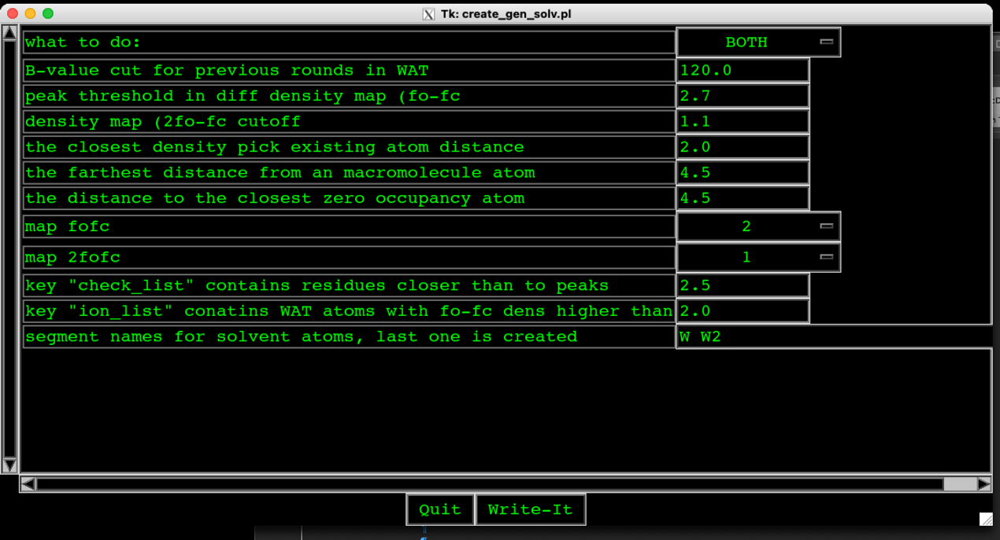 Tk: create_gen_solv.pl
what to do: BOTH
B-value cut for previous rounds in WAT 120.0
peak threshold in diff density map (fo-fc 2.7
density map (2fo-fc cutoff 1.1
the closest density pick existing atom distance 2.0
the farthest distance from an macromolecule atom 4.5
the distance to the closest zero occupancy atom 4.5
map fofc 2
map 2fofc 1
key "check_list" contains residues closer than to peaks 2.5
key "ion_list" conatins WAT atoms with fo-fc dens higher than 2.0
segment names for solvent atoms, last one is created W W2
Quit Write-It